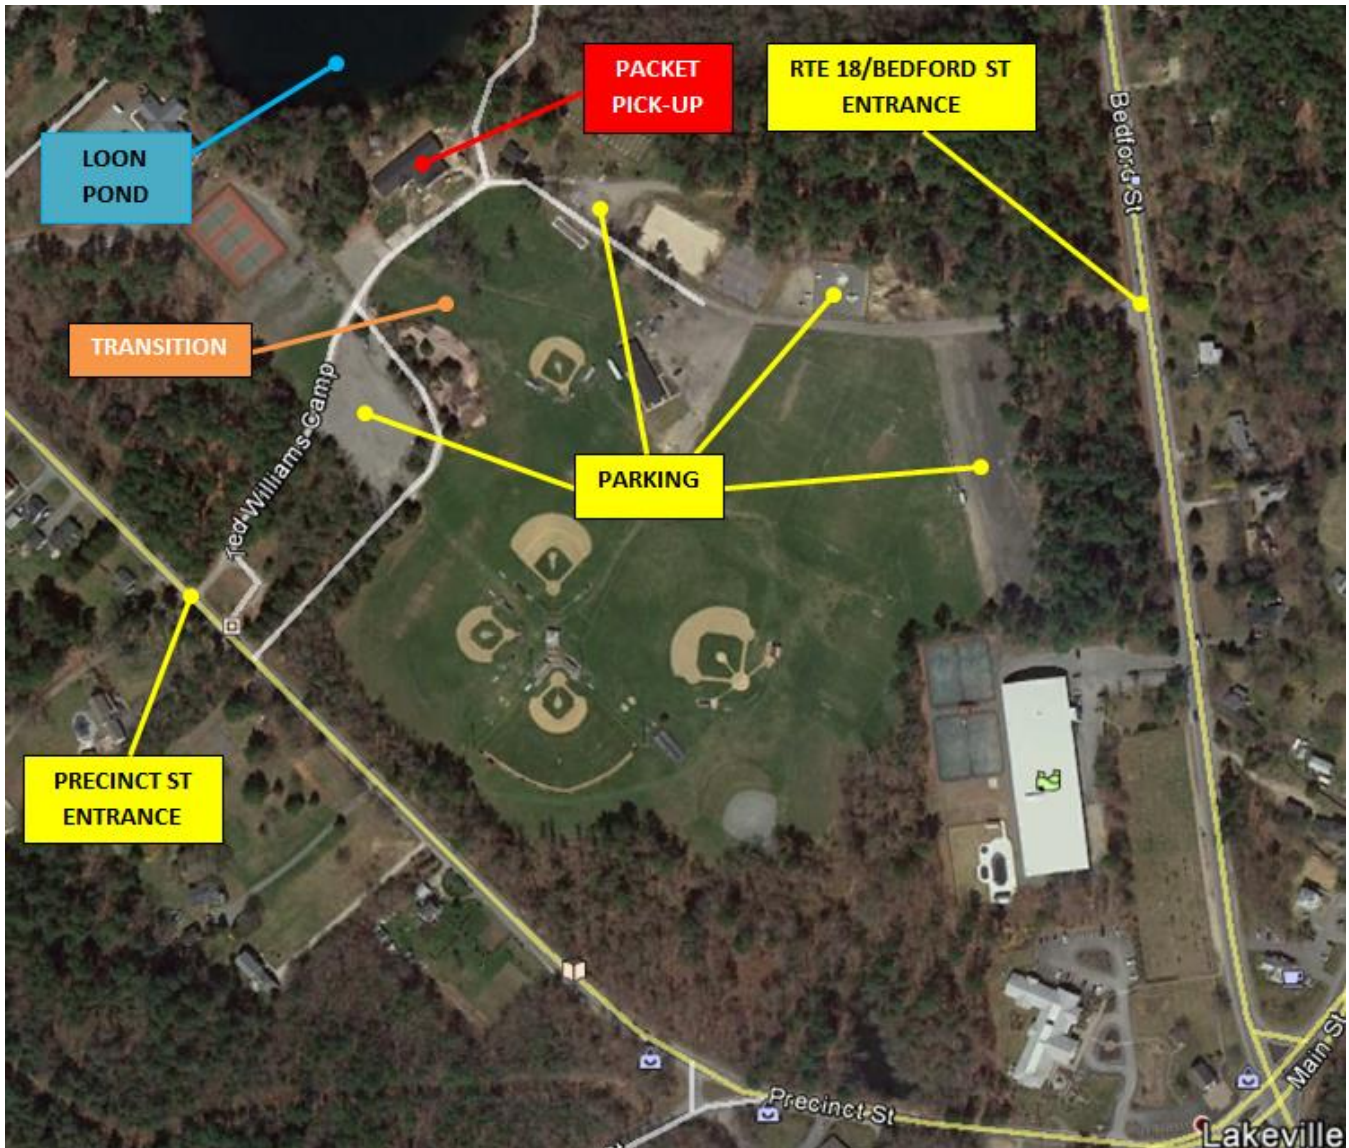 PACKET
PICK-UP
RTE 18/BEDFORD ST
ENTRANCE
LOON
POND
Bedford St
TRANSITION
Ted Williams Camp
PARKING
PRECINCT ST
ENTRANCE
Main St
Precinct St
Lakeville